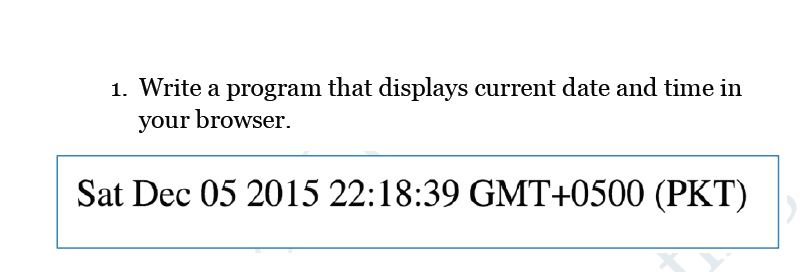 1. Write a program that displays current date and time in
your browser.
Sat Dec 05 2015 22:18:39 GMT+0500 (PKT)